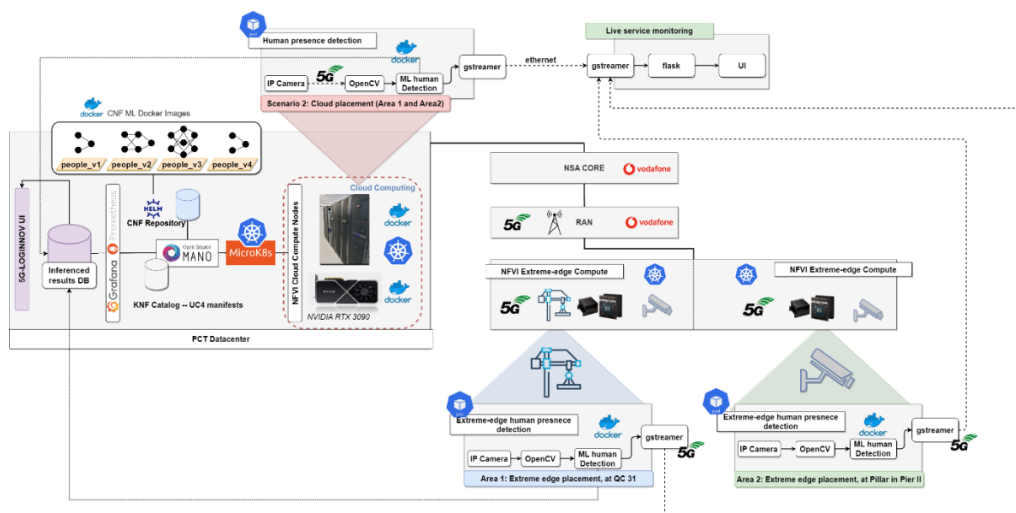 Human presence detection
docker
IP Camera
5G
OpenCV
ML human
Detection
gstreamer
Scenario 2: Cloud placement (Area 1 and Area2)
ethernet
Live service monitoring
gstreamer
flask
UI
docker
CNF ML Docker Images
people_v1
people_v2
people_v3
people_v4
5G-LOGINNOV UI
Inferenced
results DB
Grafana
Prometheus
HELM
CNF Repository
Open Source
MANO
KNF Catalog -- UC4 manifests
MicroK8s
NFVI Cloud Compute Nodes
Cloud Computing
docker
docker
NVIDIA RTX 3090
PCT Datacenter
NSA CORE
vodafone
5G
RAN
vodafone
NFVI Extreme-edge Compute
5G
NFVI Extreme-edge Compute
5G
pod
Extreme-edge human presnece
detection
docker
IP Camera
OpenCV
ML human
Detection
gstreamer
5G
Area 1: Extreme edge placement, at QC 31
pod
Extreme-edge human presnece
detection
docker
IP Camera
OpenCV
ML human
Detection
gstreamer
5G
Area 2: Extreme edge placement, at Pillar in Pier II